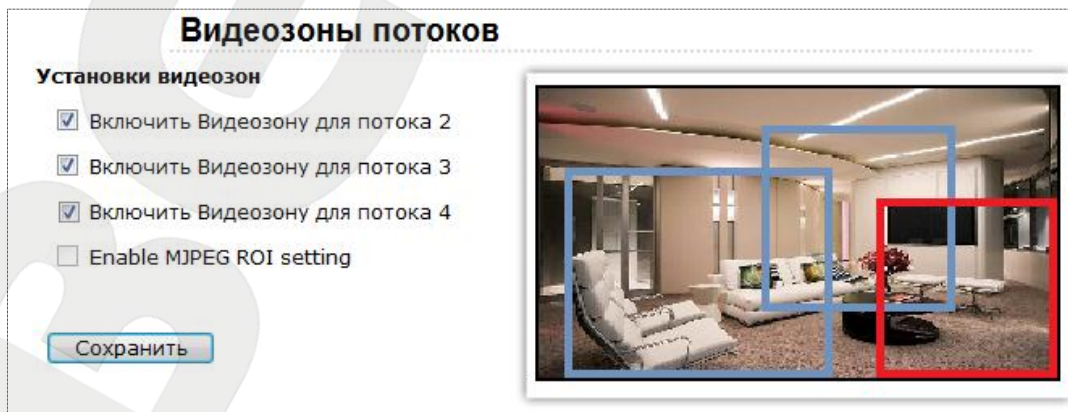 Видеозоны потоков
Установки видеозон
Включить Видеозону для потока 2
Включить Видеозону для потока 3
Включить Видеозону для потока 4
Enable MJPEG ROI setting
Сохранить